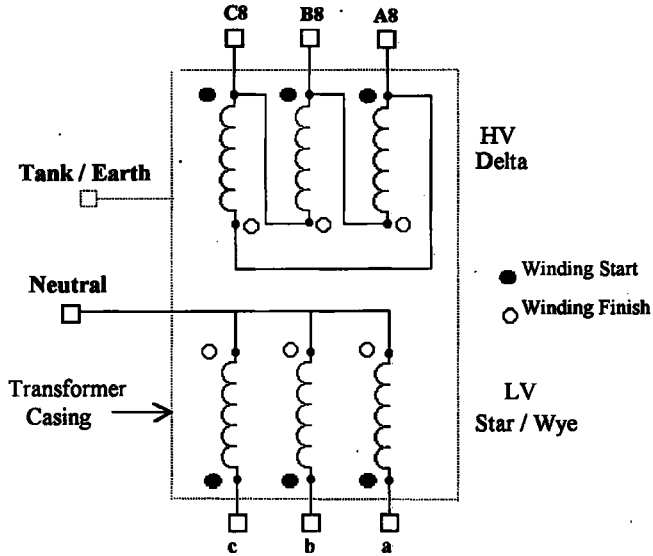 C8 B8 A8
HV
Delta
Tank / Earth
Winding Start
Neutral
Winding Finish
Transformer
Casing
LV
Star / Wye
c b a